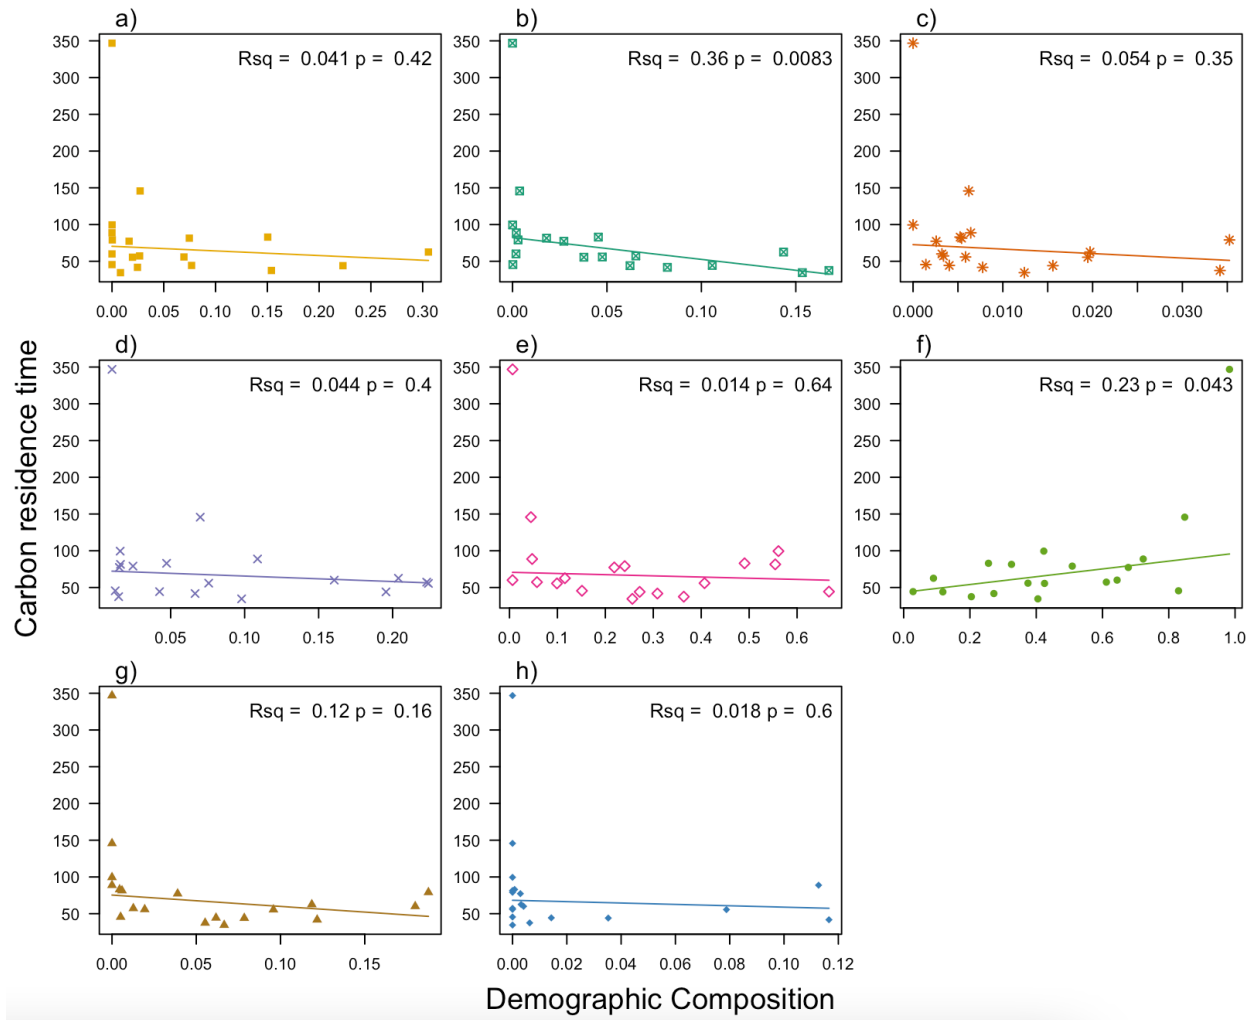 a)
Rsq = 0.041 p = 0.42
350
300
250
200
150
100
50
0.00 0.05 0.10 0.15 0.20 0.25 0.30
b)
Rsq = 0.36 p = 0.0083
350
300
250
200
150
100
50
0.00 0.05 0.10 0.15
c)
Rsq = 0.054 p = 0.35
350
300
250
200
150
100
50
0.000 0.010 0.020 0.030
Carbon residence time
d)
Rsq = 0.044 p = 0.4
350
300
250
200
150
100
50
0.05 0.10 0.15 0.20
e)
Rsq = 0.014 p = 0.64
350
300
250
200
150
100
50
0.0 0.1 0.2 0.3 0.4 0.5 0.6
f)
Rsq = 0.23 p = 0.043
350
300
250
200
150
100
50
0.0 0.2 0.4 0.6 0.8 1.0
g)
Rsq = 0.12 p = 0.16
350
300
250
200
150
100
50
0.00 0.05 0.10 0.15
h)
Rsq = 0.018 p = 0.6
350
300
250
200
150
100
50
0.00 0.02 0.04 0.06 0.08 0.10 0.12
Demographic Composition